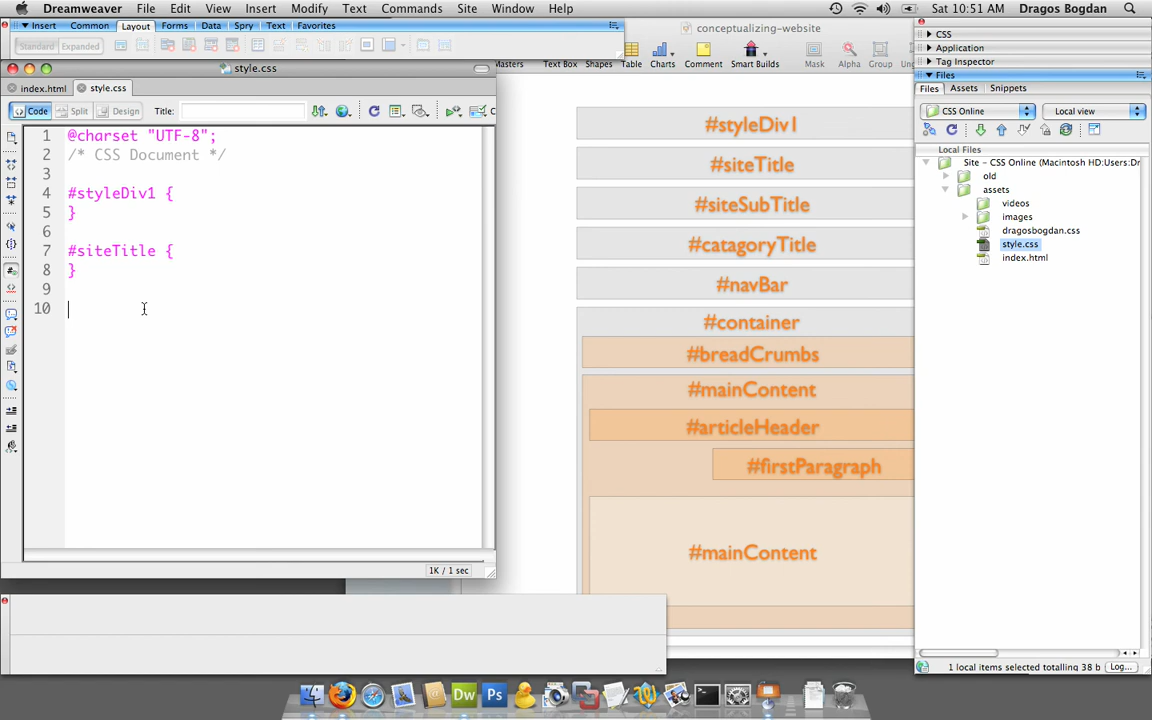 Dreamweaver File Edit View Insert Modify Text Commands Site Window Help Sat 10:51 AM Dragos Bogdan
Insert Common Layout Forms Data Spry Text Favorites
Standard Expanded
conceptualizing-website
Masters Text Box Shapes Table Charts Comment Smart Builds Mask Alpha Group
style.css
index.html style.css
Code Split Design Title:
1 @charset "UTF-8";
2 /* CSS Document */
3
4 #styleDiv1 {
5 }
6
7 #siteTitle {
8 }
9
10
1K / 1 sec
#styleDiv1
#siteTitle
#siteSubTitle
#catagoryTitle
#navBar
#container
#breadCrumbs
#mainContent
#articleHeader
#firstParagraph
#mainContent
CSS
Application
Tag Inspector
Files
Files Assets Snippets
CSS Online Local view
Local Files
Site - CSS Online (Macintosh HD:Users:Dr
old
assets
videos
images
dragosbogdan.css
style.css
index.html
1 local items selected totalling 38 b Log...
Dw Ps